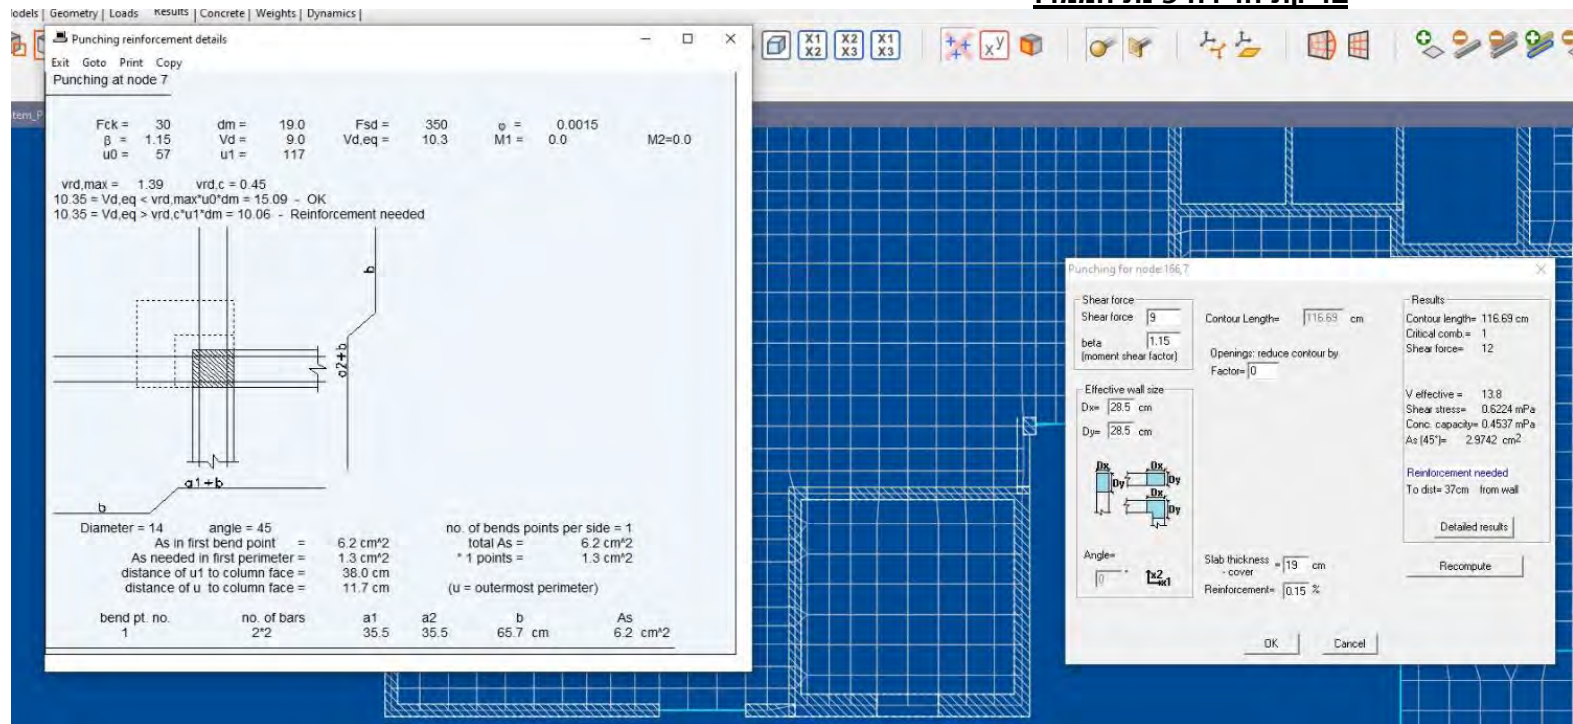 Geometry | Loads Results | Concrete | Weights | Dynamics |
Punching reinforcement details
Exit Goto Print Copy
Punching at node 7
Fck = 30 dm = 19.0 Fsd = 350 φ = 0.0015
β = 1.15 Vd = 9.0 Vd,eq = 10.3 M1 = 0.0 M2=0.0
u0 = 57 u1 = 117
vrd,max = 1.39 vrd,c = 0.45
10.35 = Vd,eq < vrd,max*u0*dm = 15.09 - OK
10.35 = Vd,eq > vrd,c*u1*dm = 10.06 - Reinforcement needed
b
a2+b
a1+b
b
Diameter = 14 angle = 45 no. of bends points per side = 1
As in first bend point = 6.2 cm^2 total As = 6.2 cm^2
As needed in first perimeter = 1.3 cm^2 * 1 points = 1.3 cm^2
distance of u1 to column face = 38.0 cm
distance of u to column face = 11.7 cm (u = outermost perimeter)
bend pt. no. no. of bars a1 a2 b As
1 2*2 35.5 35.5 65.7 cm 6.2 cm^2
X1 X2 X1
X2 X3 X3
x y
Punching for node:166,7
Shear force
Shear force 9
beta 1.15
(moment shear factor)
Contour Length= 116.69 cm
Openings: reduce contour by
Factor= 0
Effective wall size
Dx= 28.5 cm
Dy= 28.5 cm
Dx Dx
Dy Dy
Dx
Dy
Angle=
0 °
x2
x1
Slab thickness = 19 cm
- cover
Reinforcement= 0.15 %
Results
Contour length= 116.69 cm
Critical comb.= 1
Shear force= 12
V effective = 13.8
Shear stress= 0.6224 mPa
Conc. capacity= 0.4537 mPa
As (45°)= 2.9742 cm2
Reinforcement needed
To dist= 37cm from wall
Detailed results
Recompute
OK Cancel